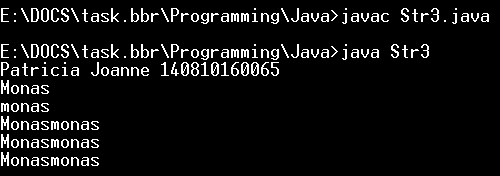 E:\DOCS\task.bbr\Programming\Java>javac Str3.java
E:\DOCS\task.bbr\Programming\Java>java Str3
Patricia Joanne 140810160065
Monas
monas
Monasmonas
Monasmonas
Monasmonas